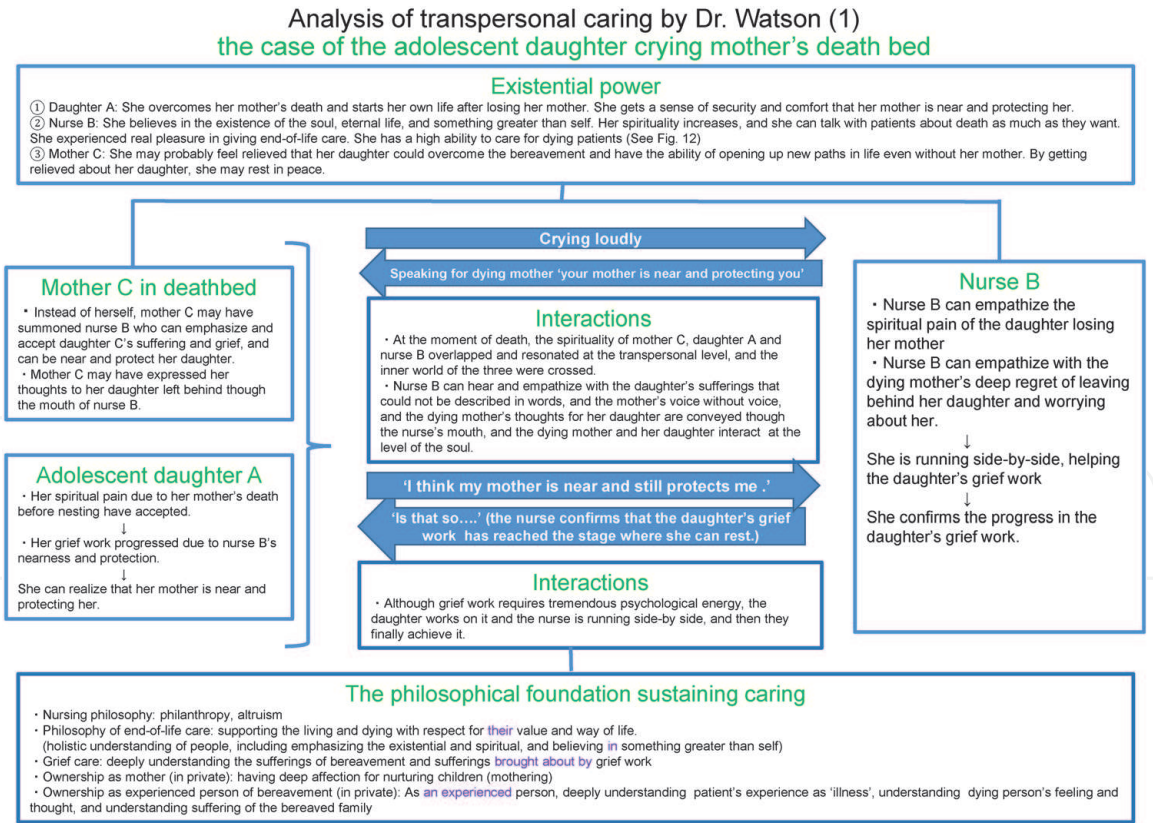 Analysis of transpersonal caring by Dr. Watson (1)
the case of the adolescent daughter crying mother's death bed
Existential power
① Daughter A: She overcomes her mother's death and starts her own life after losing her mother. She gets a sense of security and comfort that her mother is near and protecting her.
② Nurse B: She believes in the existence of the soul, eternal life, and something greater than self. Her spirituality increases, and she can talk with patients about death as much as they want.
She experienced real pleasure in giving end-of-life care. She has a high ability to care for dying patients (See Fig. 12)
③ Mother C: She may probably feel relieved that her daughter could overcome the bereavement and have the ability of opening up new paths in life even without her mother. By getting
relieved about her daughter, she may rest in peace.
Mother C in deathbed
・Instead of herself, mother C may have
summoned nurse B who can emphasize and
accept daughter C's suffering and grief, and
can be near and protect her daughter.
・Mother C may have expressed her
thoughts to her daughter left behind though
the mouth of nurse B.
Adolescent daughter A
・Her spiritual pain due to her mother's death
before nesting have accepted.
↓
・Her grief work progressed due to nurse B's
nearness and protection.
↓
She can realize that her mother is near and
protecting her.
Crying loudly
Speaking for dying mother 'your mother is near and protecting you'
Interactions
・At the moment of death, the spirituality of mother C, daughter A and
nurse B overlapped and resonated at the transpersonal level, and the
inner world of the three were crossed.
・Nurse B can hear and empathize with the daughter's sufferings that
could not be described in words, and the mother's voice without voice,
and the dying mother's thoughts for her daughter are conveyed though
the nurse's mouth, and the dying mother and her daughter interact at the
level of the soul.
'I think my mother is near and still protects me .'
'Is that so….' (the nurse confirms that the daughter's grief
work has reached the stage where she can rest.)
Interactions
・Although grief work requires tremendous psychological energy, the
daughter works on it and the nurse is running side-by side, and then they
finally achieve it.
Nurse B
・Nurse B can empathize the
spiritual pain of the daughter losing
her mother
・Nurse B can empathize with the
dying mother's deep regret of leaving
behind her daughter and worrying
about her.
↓
She is running side-by-side, helping
the daughter's grief work
↓
She confirms the progress in the
daughter's grief work.
The philosophical foundation sustaining caring
・Nursing philosophy: philanthropy, altruism
・Philosophy of end-of-life care: supporting the living and dying with respect for their value and way of life.
(holistic understanding of people, including emphasizing the existential and spiritual, and believing in something greater than self)
・Grief care: deeply understanding the sufferings of bereavement and sufferings brought about by grief work
・Ownership as mother (in private): having deep affection for nurturing children (mothering)
・Ownership as experienced person of bereavement (in private): As an experienced person, deeply understanding patient's experience as 'illness', understanding dying person's feeling and
thought, and understanding suffering of the bereaved family